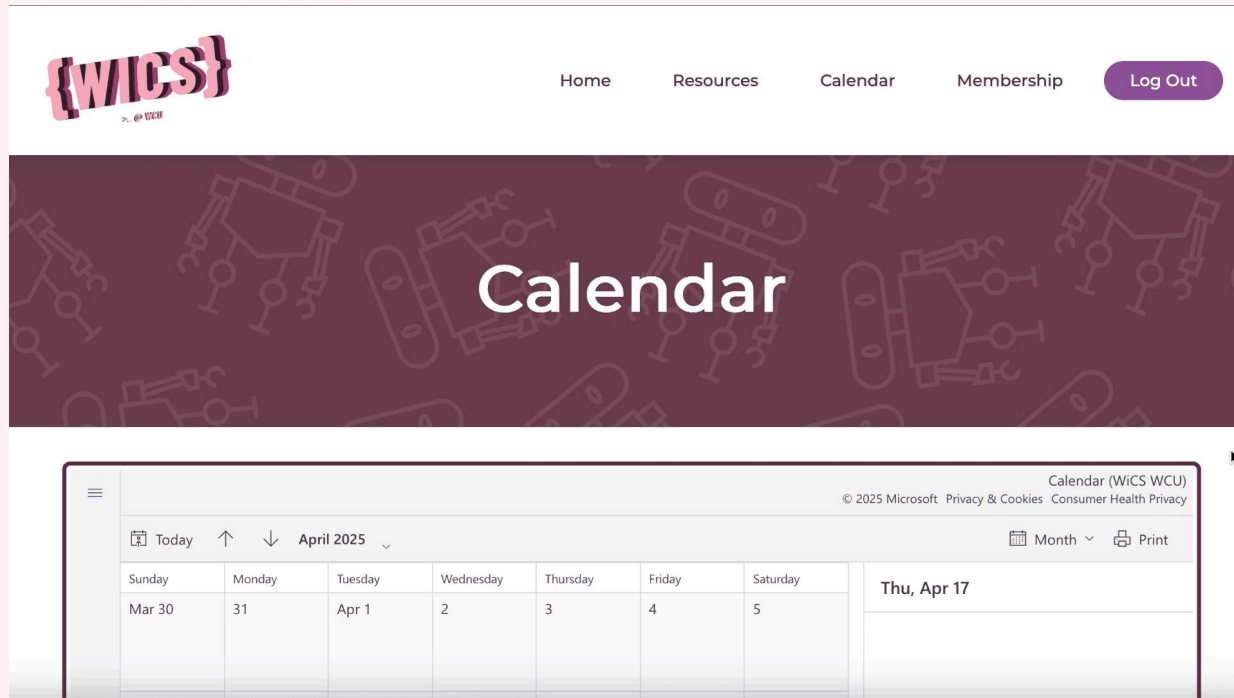 {WICS}
>_ @ WCU
Home Resources Calendar Membership Log Out
Calendar
Calendar (WiCS WCU)
© 2025 Microsoft Privacy & Cookies Consumer Health Privacy
Today April 2025 Month Print
Sunday Monday Tuesday Wednesday Thursday Friday Saturday
Thu, Apr 17
Mar 30 31 Apr 1 2 3 4 5